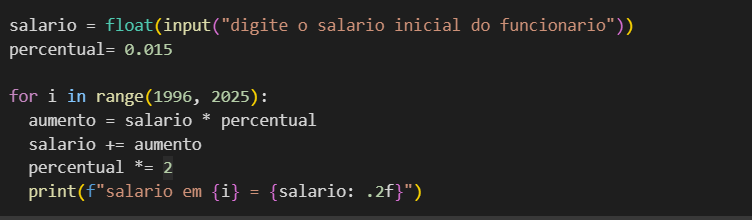 salario = float(input("digite o salario inicial do funcionario"))
percentual= 0.015
for i in range(1996, 2025):
  aumento = salario * percentual
  salario += aumento
  percentual *= 2
  print(f"salario em {i} = {salario: .2f}")